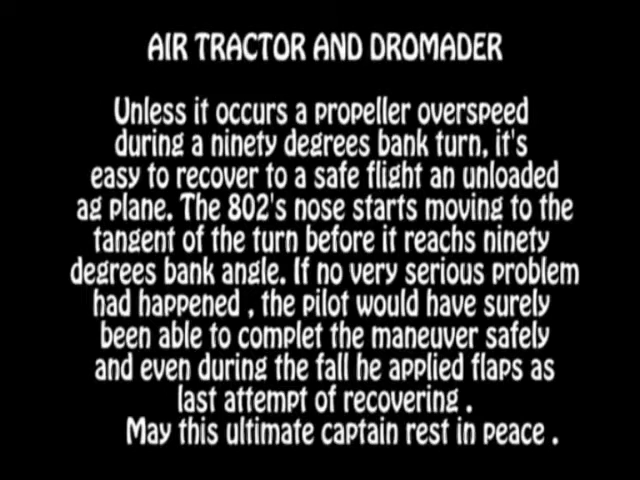 AIR TRACTOR AND DROMADER
Unless it occurs a propeller overspeed
during a ninety degrees bank turn, it's
easy to recover to a safe flight an unloaded
ag plane. The 802's nose starts moving to the
tangent of the turn before it reachs ninety
degrees bank angle. If no very serious problem
had happened , the pilot would have surely
been able to complet the maneuver safely
and even during the fall he applied flaps as
last attempt of recovering .
May this ultimate captain rest in peace .